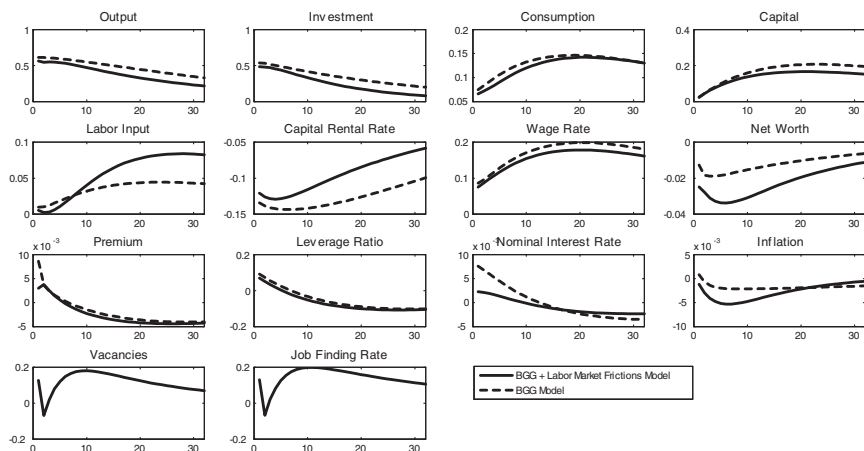 Output Investment Consumption Capital
1 1 0.2 0.4
0.5 0.5 0.15 0.2
0.1
0 0 0.05 0
0 10 20 30 0 10 20 30 0 10 20 30 0 10 20 30
Labor Input Capital Rental Rate Wage Rate Net Worth
0.1 -0.05 0.2 0
0.05 -0.1 0.1 -0.02
0 -0.15 0 -0.04
0 10 20 30 0 10 20 30 0 10 20 30 0 10 20 30
x 10⁻³ Premium Leverage Ratio x 10⁻³ Nominal Interest Rate x 10⁻³ Inflation
10 0.2 10 5
5 0 5 0
0 0 -5
-5 -0.2 -5 -10
0 10 20 30 0 10 20 30 0 10 20 30 0 10 20 30
Vacancies Job Finding Rate
0.2 0.2
BGG + Labor Market Frictions Model
BGG Model
0 0
-0.2 -0.2
0 10 20 30 0 10 20 30